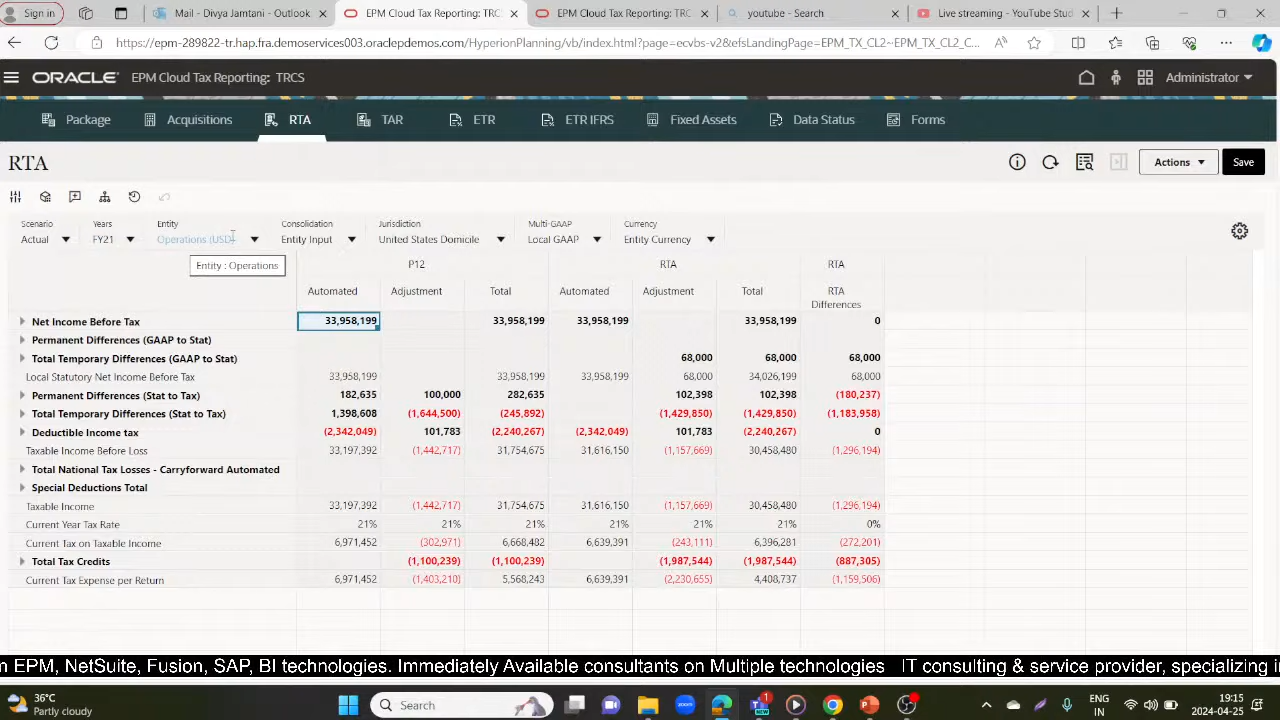 Sign in
Mail - Divya Jamtani - Outlook
EPM Cloud Tax Reporting: TRCS
EPM Cloud Tax Reporting: TRC
youtube - Search
Live streaming - YouTube Stud
https://epm-289822-tr.hap.fra.demoservices003.oraclepdemos.com/HyperionPlanning/vb/index.html?page=ecvbs-v2&efsLandingPage=EPM_TX_CL2~EPM_TX_CL2_C...
ORACLE EPM Cloud Tax Reporting: TRCS Administrator
Package Acquisitions RTA TAR ETR ETR IFRS Fixed Assets Data Status Forms
RTA
Actions Save
Scenario Years Entity Consolidation Jurisdiction Multi-GAAP Currency
Actual FY21 Operations (USD) Entity Input United States Domicile Local GAAP Entity Currency
Entity : Operations
P12 RTA RTA
Automated Adjustment Total Automated Adjustment Total RTA Differences
Net Income Before Tax 33,958,199 33,958,199 33,958,199 33,958,199 0
Permanent Differences (GAAP to Stat)
Total Temporary Differences (GAAP to Stat) 68,000 68,000 68,000
Local Statutory Net Income Before Tax 33,958,199 33,958,199 33,958,199 68,000 34,026,199 68,000
Permanent Differences (Stat to Tax) 182,635 100,000 282,635 102,398 102,398 (180,237)
Total Temporary Differences (Stat to Tax) 1,398,608 (1,644,500) (245,892) (1,429,850) (1,429,850) (1,183,958)
Deductible Income tax (2,342,049) 101,783 (2,240,267) (2,342,049) 101,783 (2,240,267) 0
Taxable Income Before Loss 33,197,392 (1,442,717) 31,754,675 31,616,150 (1,157,669) 30,458,480 (1,296,194)
Total National Tax Losses - Carryforward Automated
Special Deductions Total
Taxable Income 33,197,392 (1,442,717) 31,754,675 31,616,150 (1,157,669) 30,458,480 (1,296,194)
Current Year Tax Rate 21% 21% 21% 21% 21% 21% 0%
Current Tax on Taxable Income 6,971,452 (302,971) 6,668,482 6,639,391 (243,111) 6,396,281 (272,201)
Total Tax Credits (1,100,239) (1,100,239) (1,987,544) (1,987,544) (887,305)
Current Tax Expense per Return 6,971,452 (1,403,210) 5,568,243 6,639,391 (2,230,655) 4,408,737 (1,159,506)
m EPM, NetSuite, Fusion, SAP, BI technologies. Immediately Available consultants on Multiple technologies IT consulting & service provider, specializing i
36°C
Partly cloudy
Search
1
ENG
IN
19:15
2024-04-25